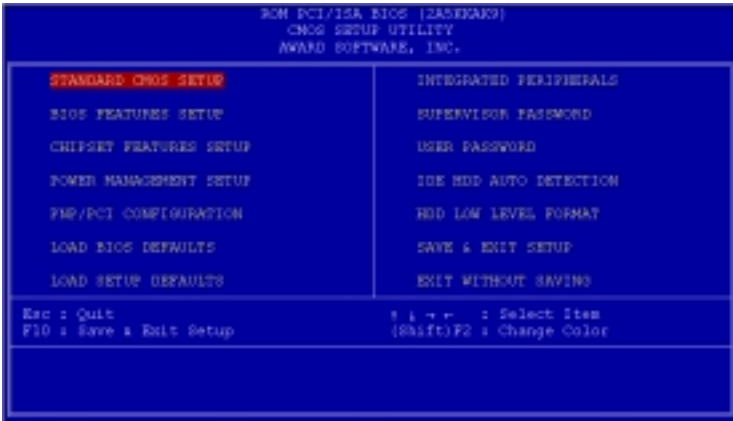 ROM PCI/ISA BIOS
CMOS SETUP UTILITY
AWARD SOFTWARE, INC.
STANDARD CMOS SETUP
BIOS FEATURES SETUP
CHIPSET FEATURES SETUP
POWER MANAGEMENT SETUP
PNP/PCI CONFIGURATION
LOAD BIOS DEFAULTS
LOAD SETUP DEFAULTS
INTEGRATED PERIPHERALS
SUPERVISOR PASSWORD
USER PASSWORD
IDE HDD AUTO DETECTION
HDD LOW LEVEL FORMAT
SAVE & EXIT SETUP
EXIT WITHOUT SAVING
Esc : Quit
F10 : Save & Exit Setup
↑ ↓ → ← : Select Item
(Shift)F2 : Change Color